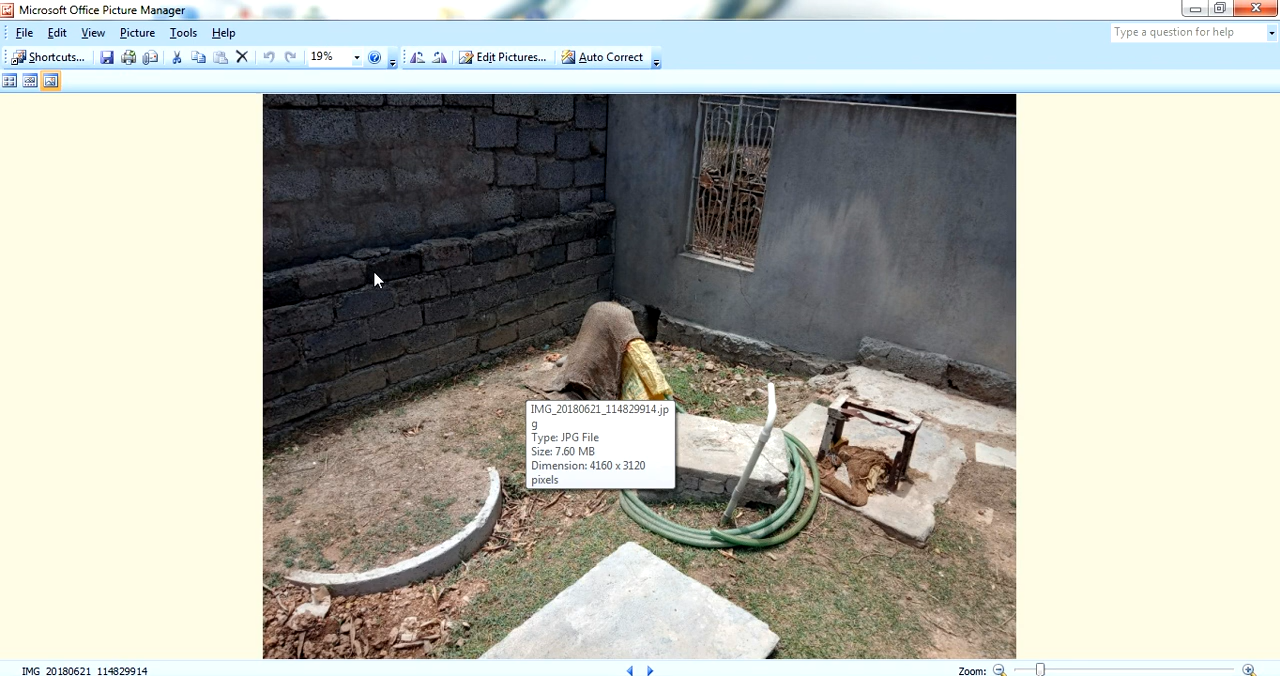 Microsoft Office Picture Manager
File Edit View Picture Tools Help
Type a question for help
Shortcuts... 19% Edit Pictures... Auto Correct
IMG_20180621_114829914.jp
g
Type: JPG File
Size: 7.60 MB
Dimension: 4160 x 3120
pixels
IMG_20180621_114829914
Zoom: